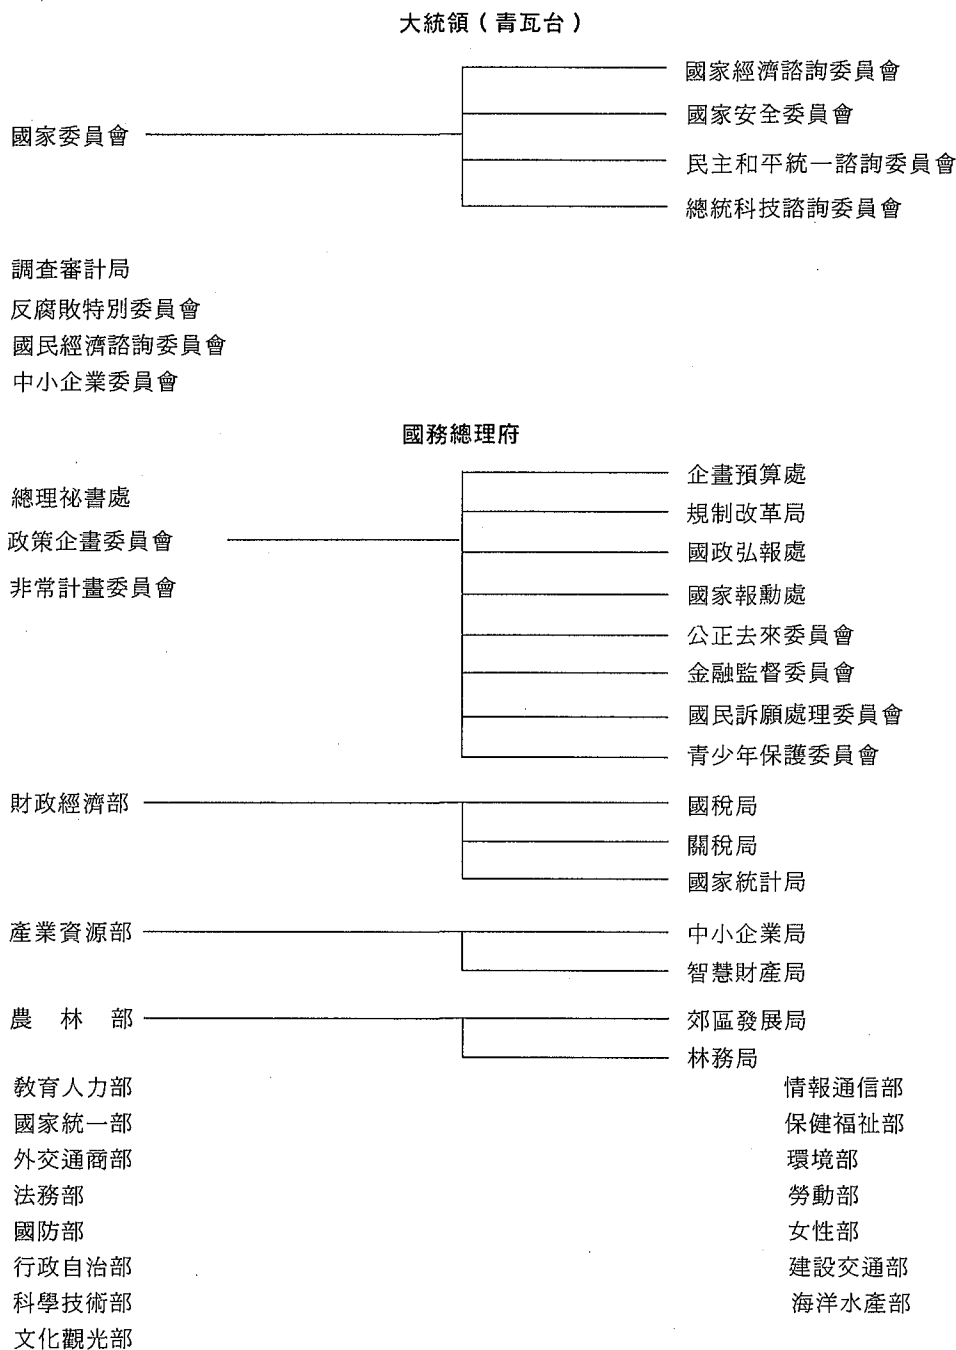 大統領（青瓦台）
國家委員會
國家經濟諮詢委員會
國家安全委員會
民主和平統一諮詢委員會
總統科技諮詢委員會
調查審計局
反腐敗特別委員會
國民經濟諮詢委員會
中小企業委員會
國務總理府
總理祕書處
政策企畫委員會
非常計畫委員會
企畫預算處
規制改革局
國政弘報處
國家報勳處
公正去來委員會
金融監督委員會
國民訴願處理委員會
青少年保護委員會
財政經濟部
國稅局
關稅局
國家統計局
產業資源部
中小企業局
智慧財產局
農 林 部
郊區發展局
林務局
教育人力部
國家統一部
外交通商部
法務部
國防部
行政自治部
科學技術部
文化觀光部
情報通信部
保健福祉部
環境部
勞動部
女性部
建設交通部
海洋水產部